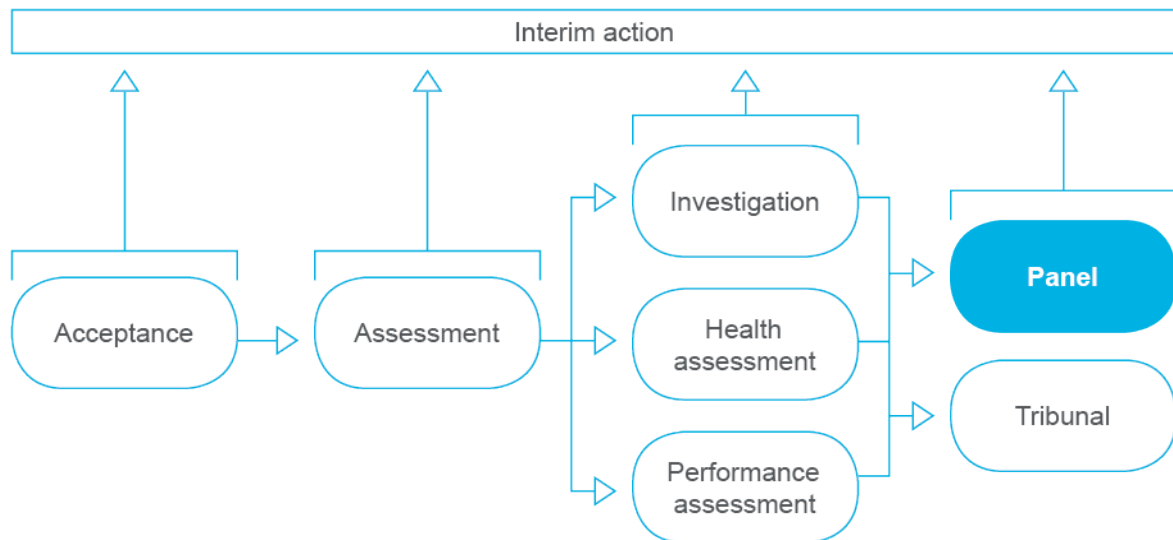 Interim action
Acceptance
Assessment
Investigation
Health
assessment
Performance
assessment
Panel
Tribunal